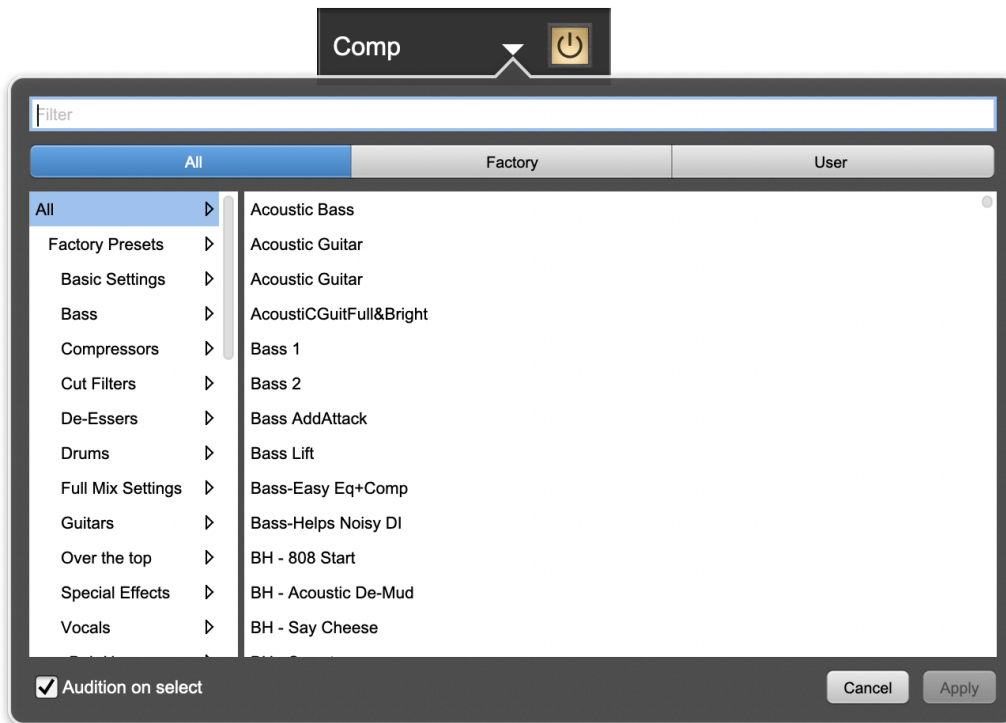 Comp
Filter
All Factory User
All
Factory Presets
Basic Settings
Bass
Compressors
Cut Filters
De-Essers
Drums
Full Mix Settings
Guitars
Over the top
Special Effects
Vocals
Acoustic Bass
Acoustic Guitar
Acoustic Guitar
AcoustiCGuitFull&Bright
Bass 1
Bass 2
Bass AddAttack
Bass Lift
Bass-Easy Eq+Comp
Bass-Helps Noisy DI
BH - 808 Start
BH - Acoustic De-Mud
BH - Say Cheese
Audition on select
Cancel Apply